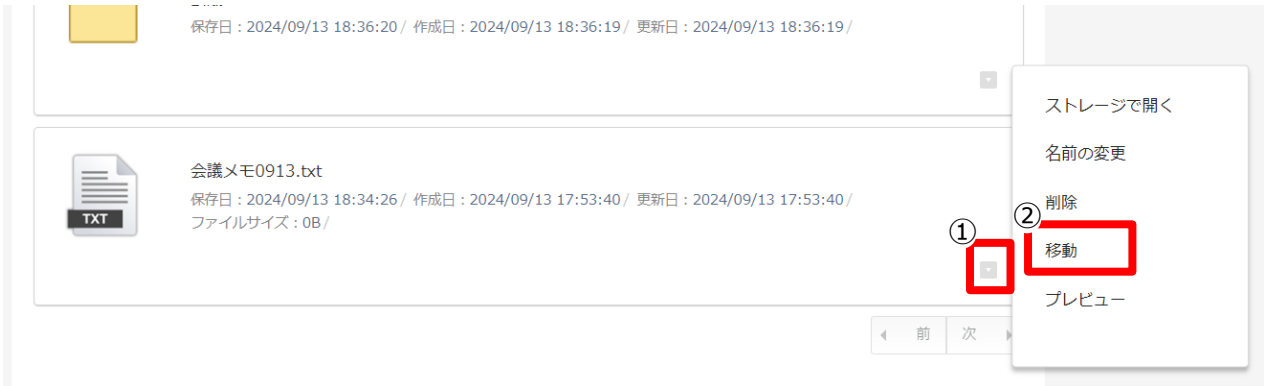 保存日：2024/09/13 18:36:20 / 作成日：2024/09/13 18:36:19 / 更新日：2024/09/13 18:36:19 /
会議メモ0913.txt
保存日：2024/09/13 18:34:26 / 作成日：2024/09/13 17:53:40 / 更新日：2024/09/13 17:53:40 /
ファイルサイズ：0B /
TXT
①
前 次
ストレージで開く
名前の変更
削除
②
移動
プレビュー